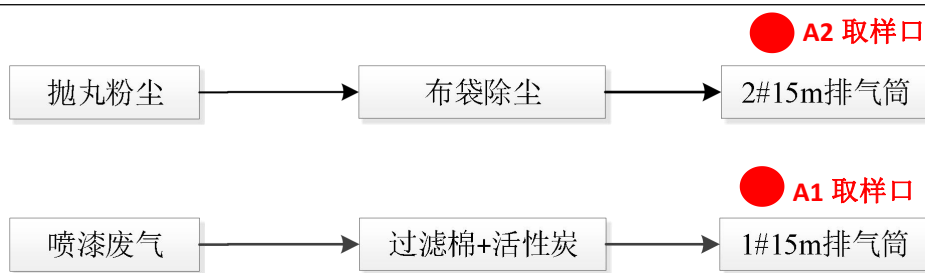 A2 取样口
抛丸粉尘
布袋除尘
2#15m排气筒
A1 取样口
喷漆废气
过滤棉+活性炭
1#15m排气筒